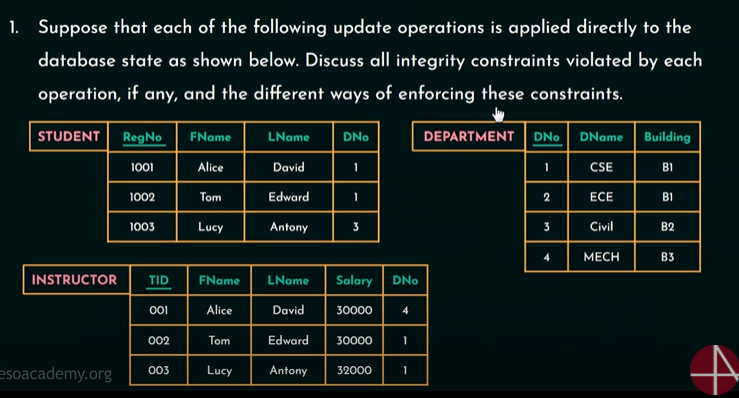 1. Suppose that each of the following update operations is applied directly to the
database state as shown below. Discuss all integrity constraints violated by each
operation, if any, and the different ways of enforcing these constraints.
STUDENT RegNo FName LName DNo
1001 Alice David 1
1002 Tom Edward 1
1003 Lucy Antony 3
DEPARTMENT DNo DName Building
1 CSE B1
2 ECE B1
3 Civil B2
4 MECH B3
INSTRUCTOR TID FName LName Salary DNo
001 Alice David 30000 4
002 Tom Edward 30000 1
003 Lucy Antony 32000 1
esoacademy.org